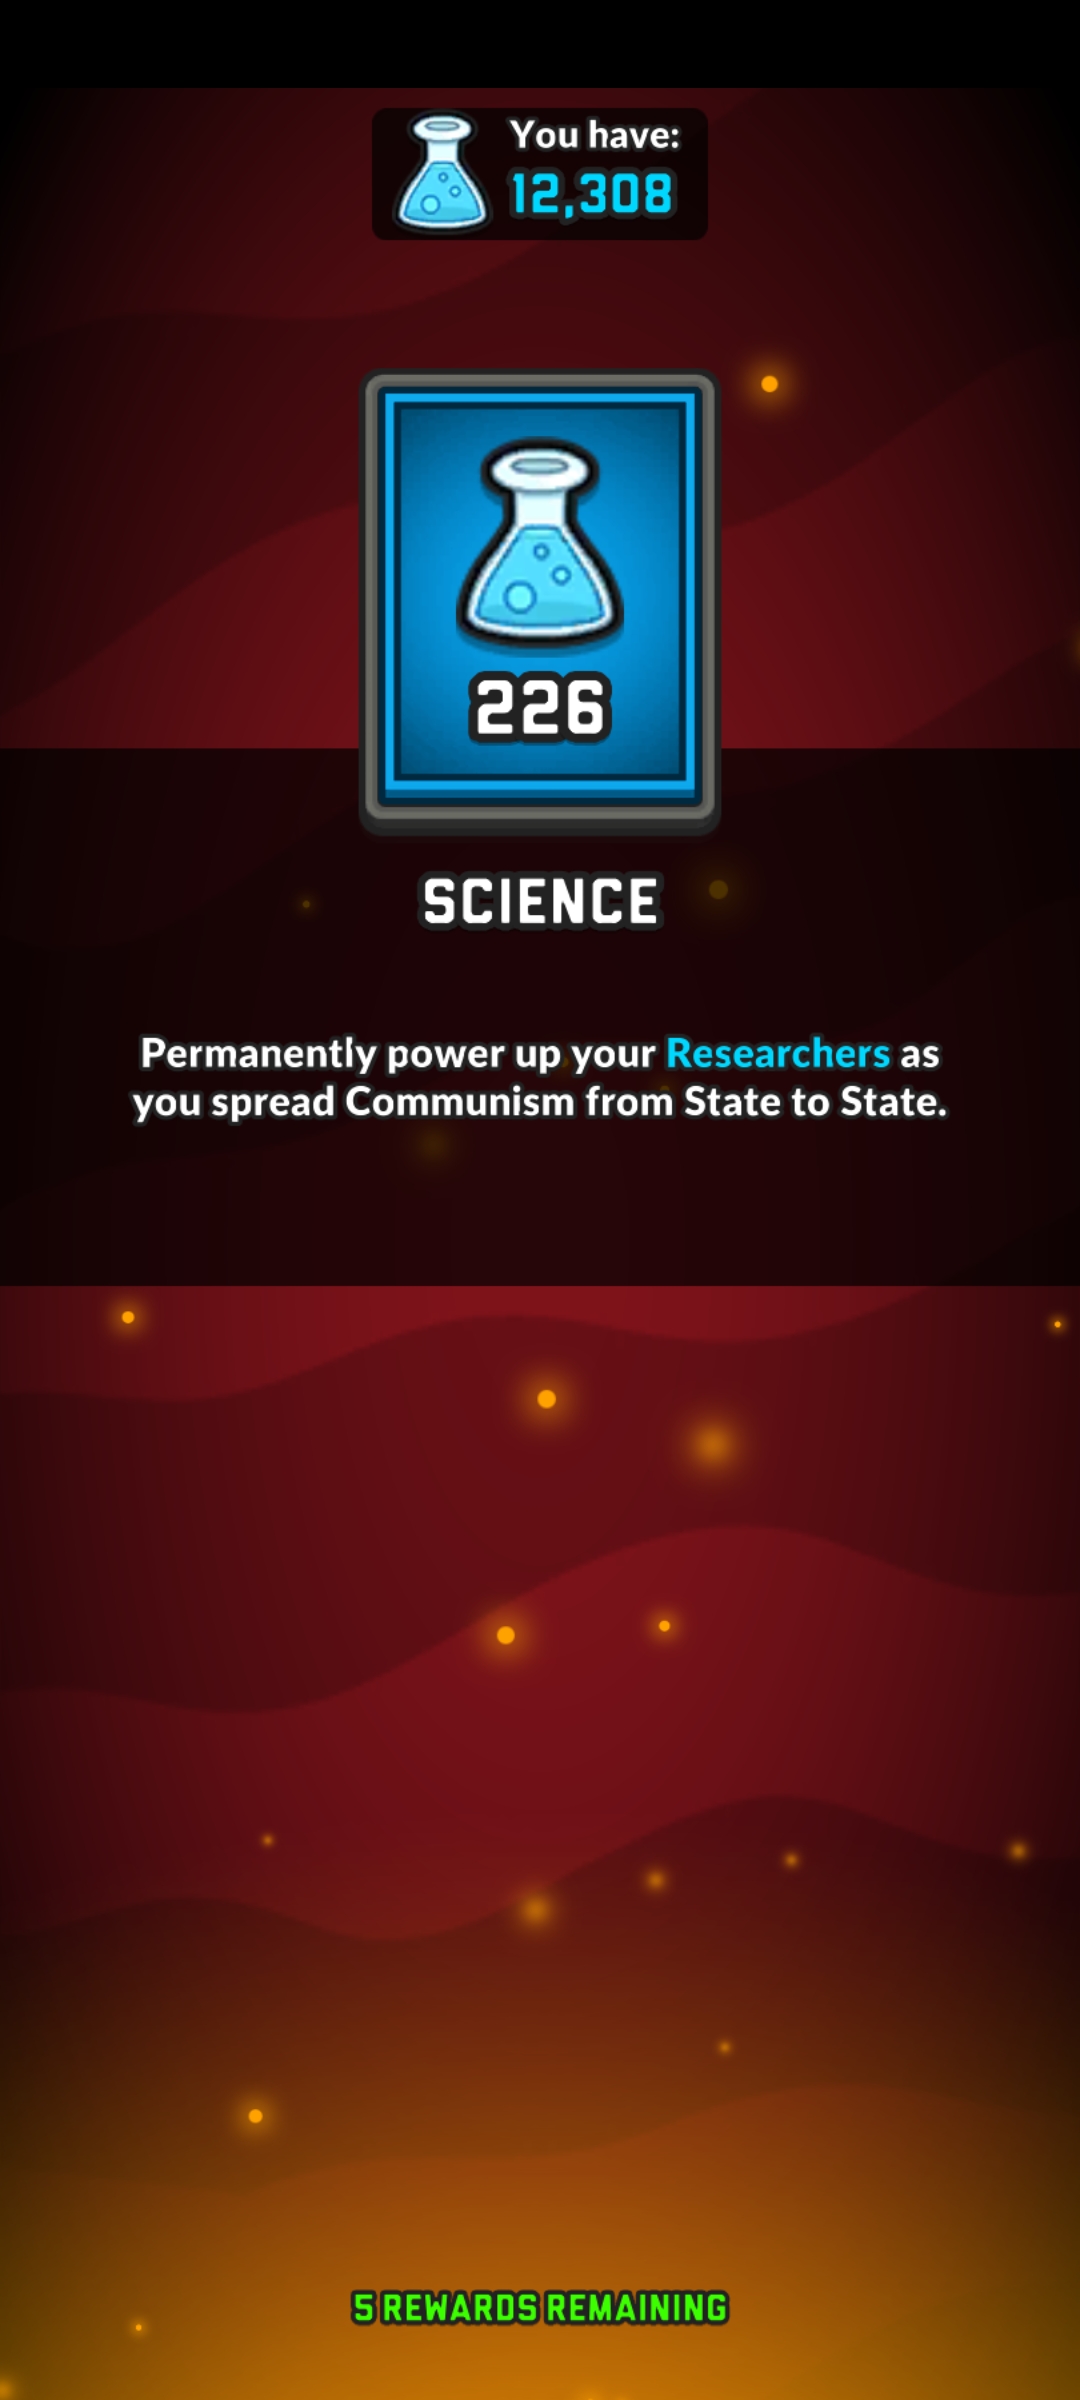 You have:
12,308
226
SCIENCE
Permanently power up your Researchers as
you spread Communism from State to State.
5 REWARDS REMAINING